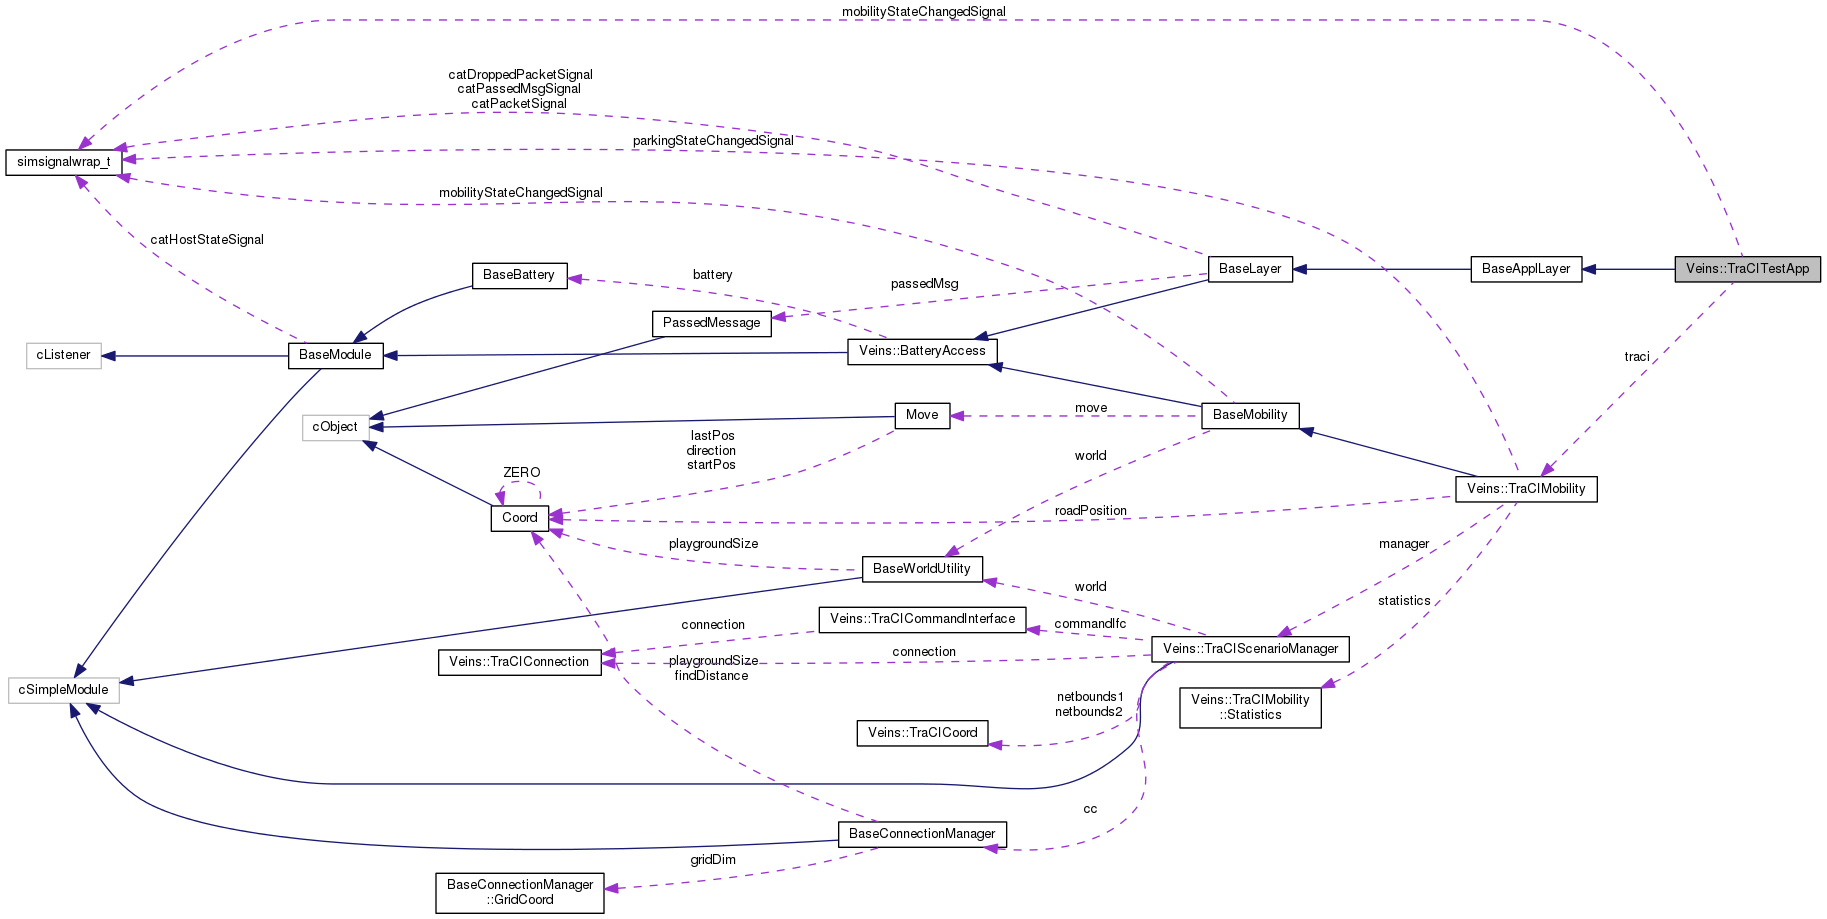 mobilityStateChangedSignal
catDroppedPacketSignal
catPassedMsgSignal
catPacketSignal
parkingStateChangedSignal
simsignalwrap_t
mobilityStateChangedSignal
catHostStateSignal
BaseBattery
battery
BaseLayer
BaseApplLayer
Veins::TraCITestApp
passedMsg
PassedMessage
cListener
BaseModule
Veins::BatteryAccess
traci
cObject
Move
move
BaseMobility
lastPos
direction
startPos
world
ZERO
Veins::TraCIMobility
Coord
roadPosition
playgroundSize
manager
BaseWorldUtility
world
statistics
Veins::TraCICommandInterface
commandIfc
connection
Veins::TraCIConnection
connection
Veins::TraCIScenarioManager
playgroundSize
findDistance
cSimpleModule
netbounds1
netbounds2
Veins::TraCIMobility
::Statistics
Veins::TraCICoord
cc
BaseConnectionManager
gridDim
BaseConnectionManager
::GridCoord